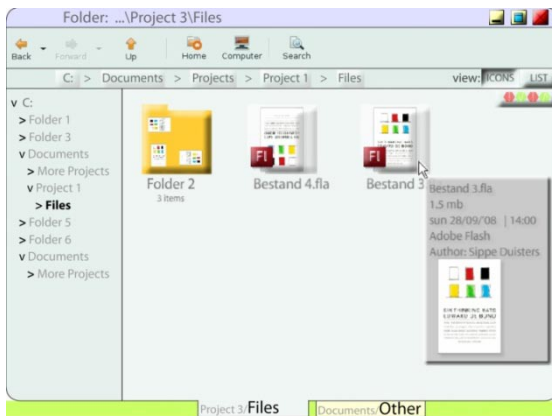 Folder: ...\Project 3\Files
Back Forward Up Home Computer Search
C: > Documents > Projects > Project 1 > Files view: ICONS LIST
v C:
> Folder 1
> Folder 3
v Documents
> More Projects
v Project 1
> Files
> Folder 5
> Folder 6
v Documents
> More Projects
Folder 2
3 items
Fl
Bestand 4.fla
Fl
Bestand 3
Bestand 3.fla
1.5 mb
sun 28/09/'08 | 14:00
Adobe Flash
Author: Sippe Duisters
Project 3/Files
Documents/Other